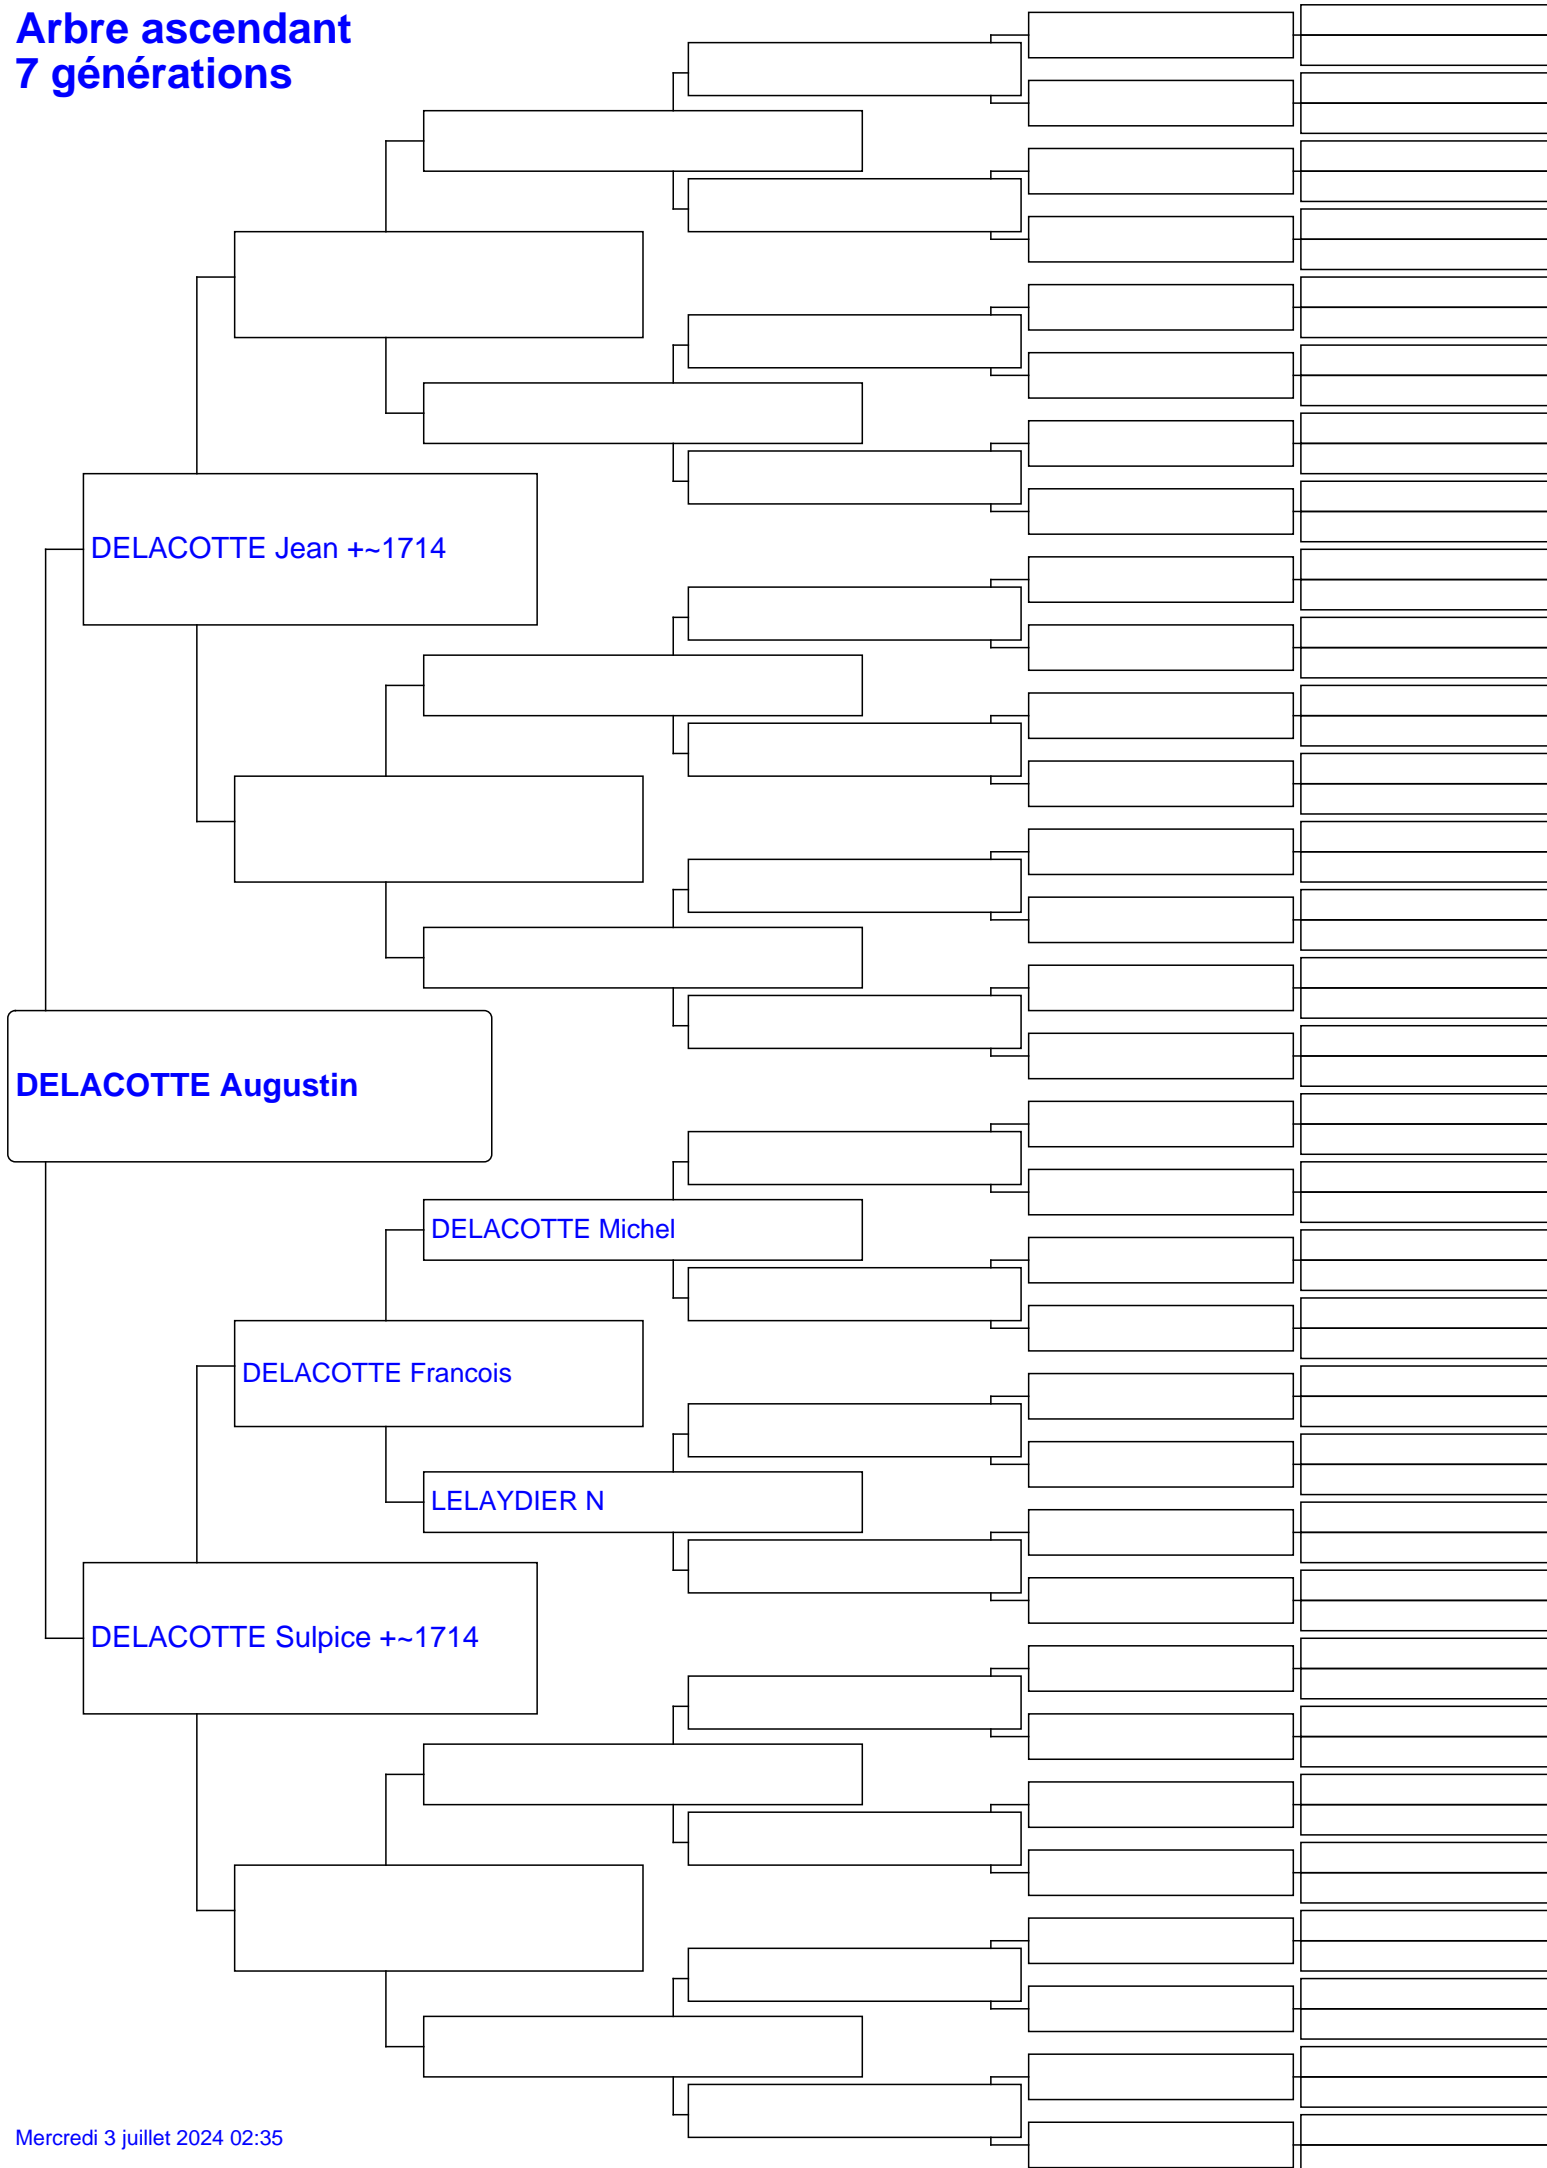 Arbre ascendant
7 générations
DELACOTTE Jean +~1714
DELACOTTE Augustin
DELACOTTE Michel
DELACOTTE Francois
LELAYDIER N
DELACOTTE Sulpice +~1714
Mercredi 3 juillet 2024 02:35